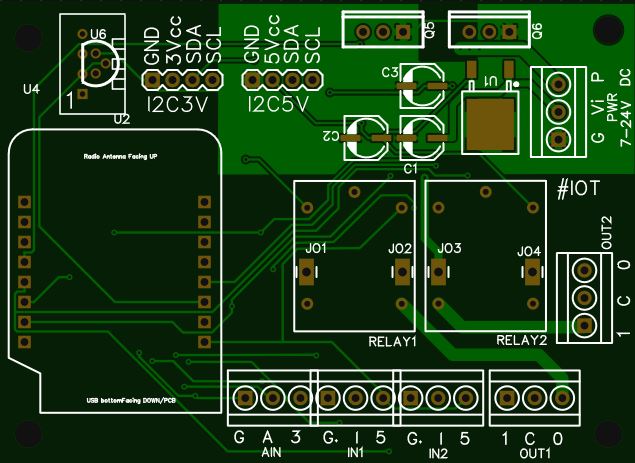 Q5
Q6
U6
U4
1
U2
GND
3Vcc
SDA
SCL
I2C3V
GND
5Vcc
SDA
SCL
I2C5V
C3
C2
C1
U1
G Vi P
PWR
7-24V DC
Radio Antenna Facing UP
#IOT
JO1
JO2
JO3
JO4
RELAY1
RELAY2
OUT2
1 C 0
USB bottomFacing DOWN/PCB
G A 3
AIN
G. I 5
IN1
G. I 5
IN2
1 C 0
OUT1